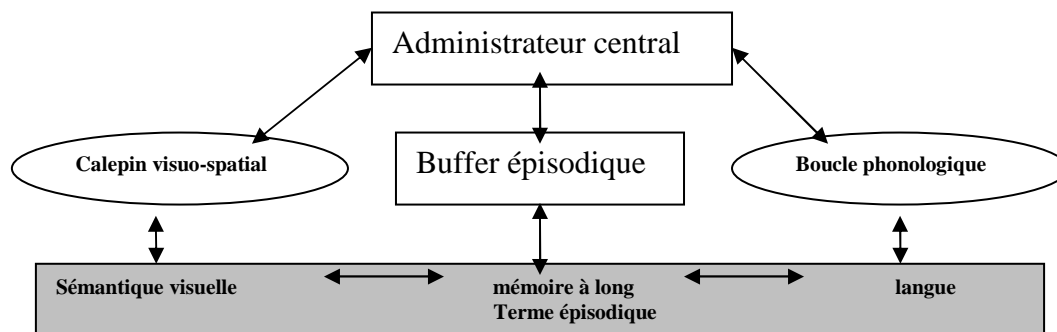 Administrateur central
Calepin visuo-spatial
Buffer épisodique
Boucle phonologique
Sémantique visuelle
mémoire à long
Terme épisodique
langue